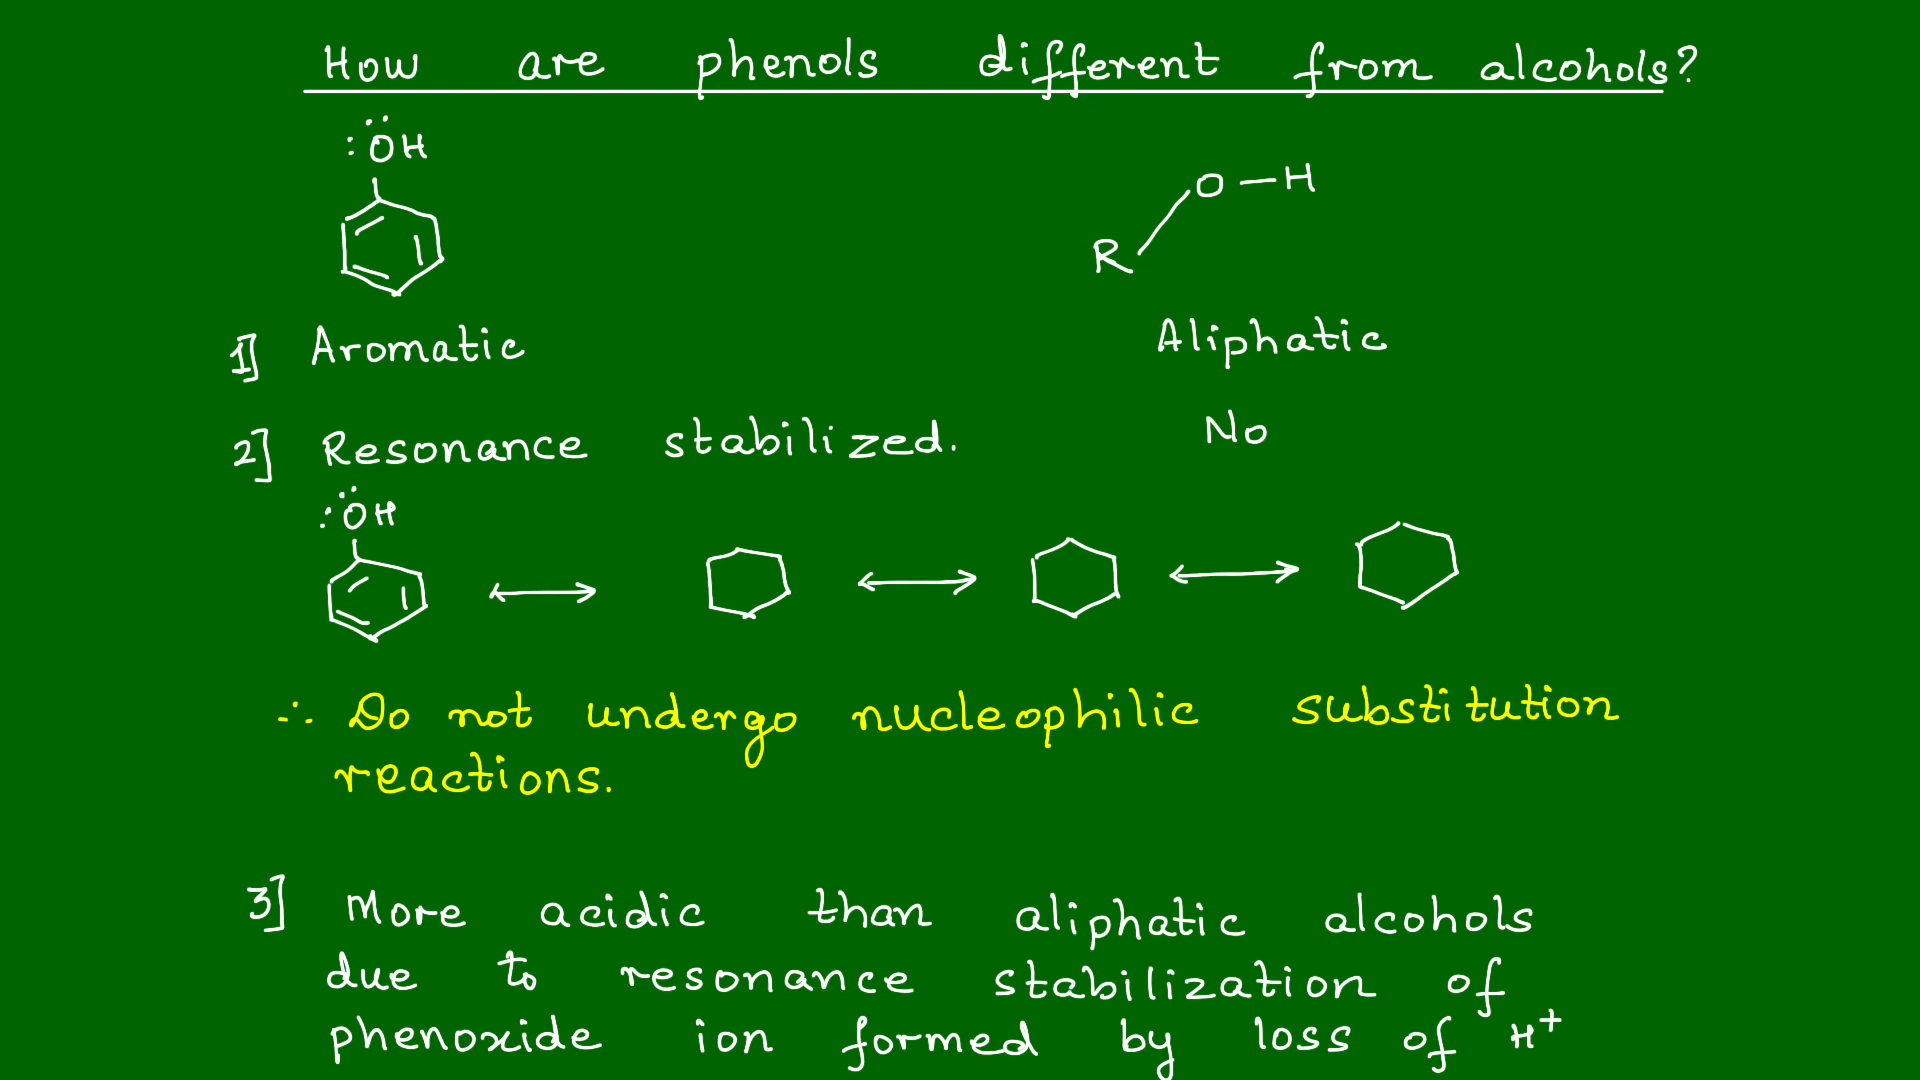 How are phenols different from alcohols?
:ÖH
O-H
R
1] Aromatic Aliphatic
2] Resonance stabilized. No
:ÖH
∴ Do not undergo nucleophilic substitution
reactions.
3] More acidic than aliphatic alcohols
due to resonance stabilization of
phenoxide ion formed by loss of H⁺